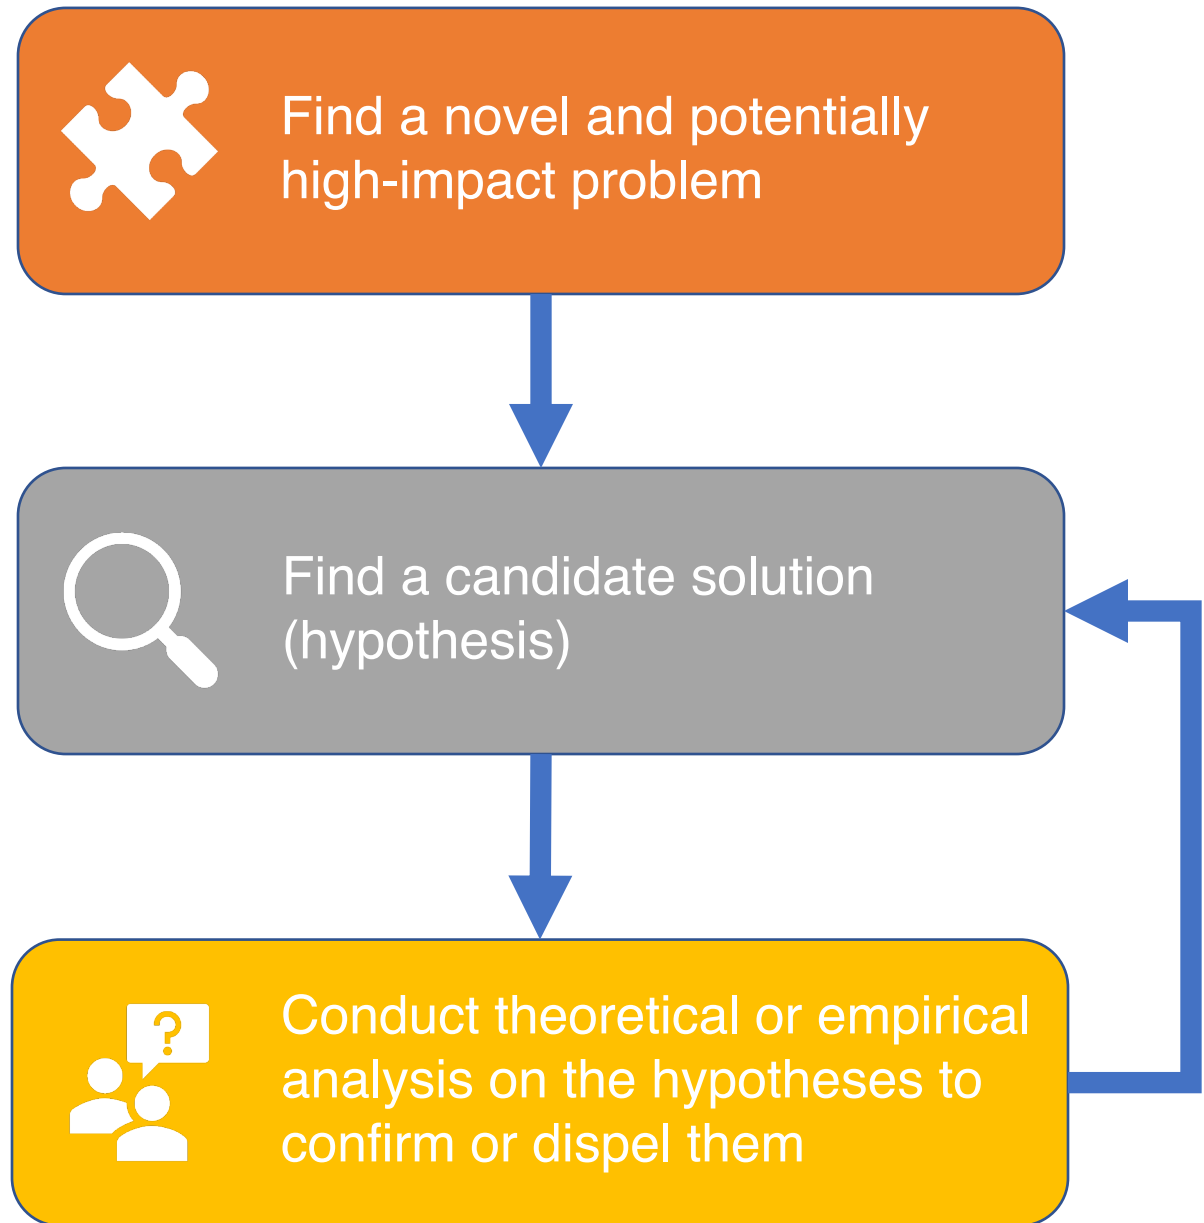 Find a novel and potentially
high-impact problem
Find a candidate solution
(hypothesis)
?
Conduct theoretical or empirical
analysis on the hypotheses to
confirm or dispel them